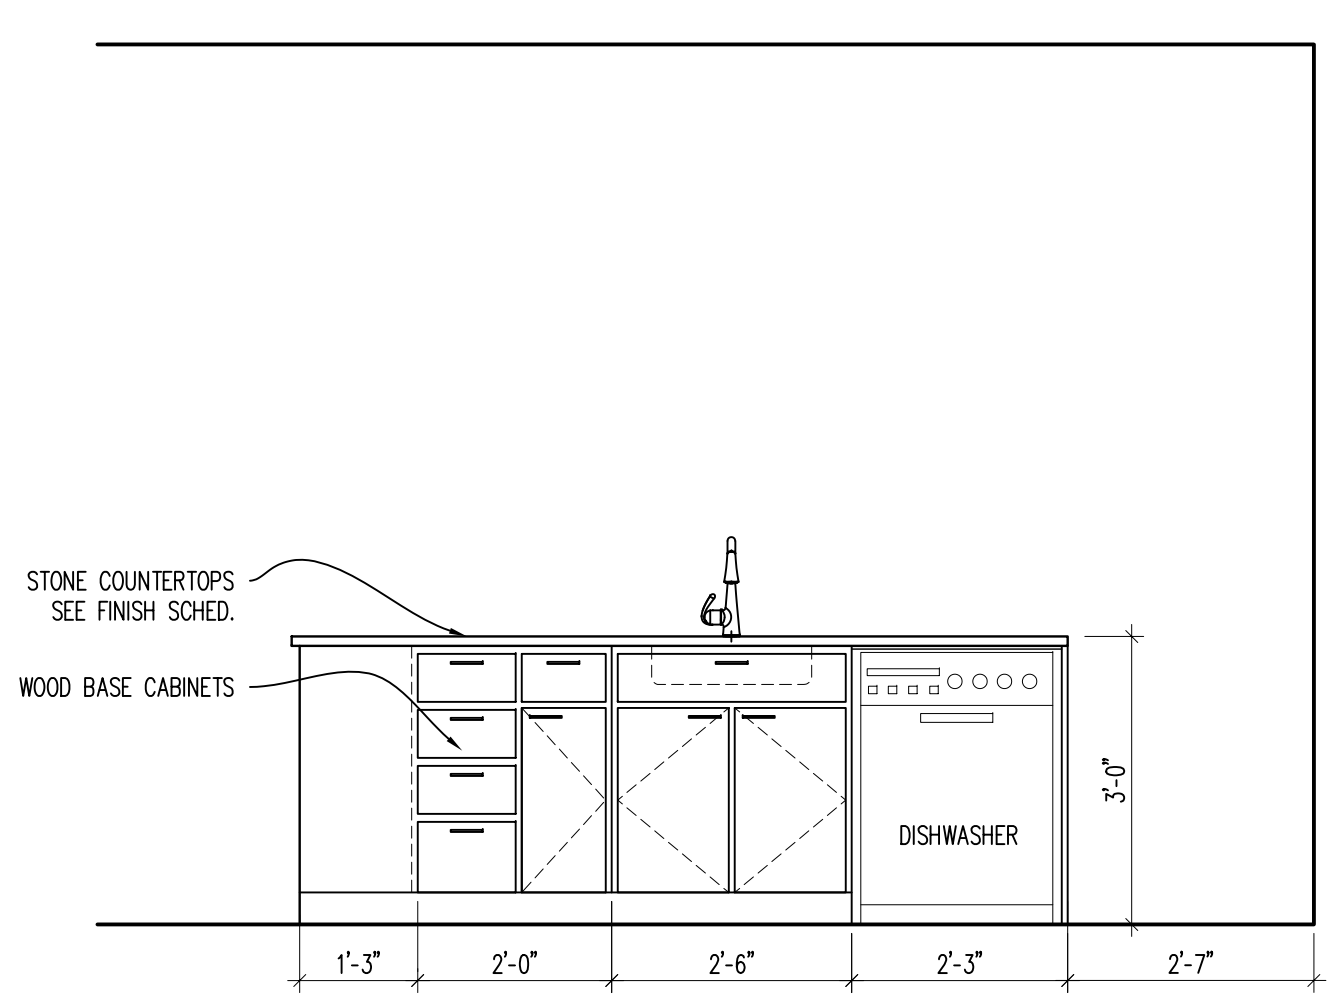 STONE COUNTERTOPS
SEE FINISH SCHED.
WOOD BASE CABINETS
3'-0"
DISHWASHER
1'-3" 2'-0" 2'-6" 2'-3" 2'-7"